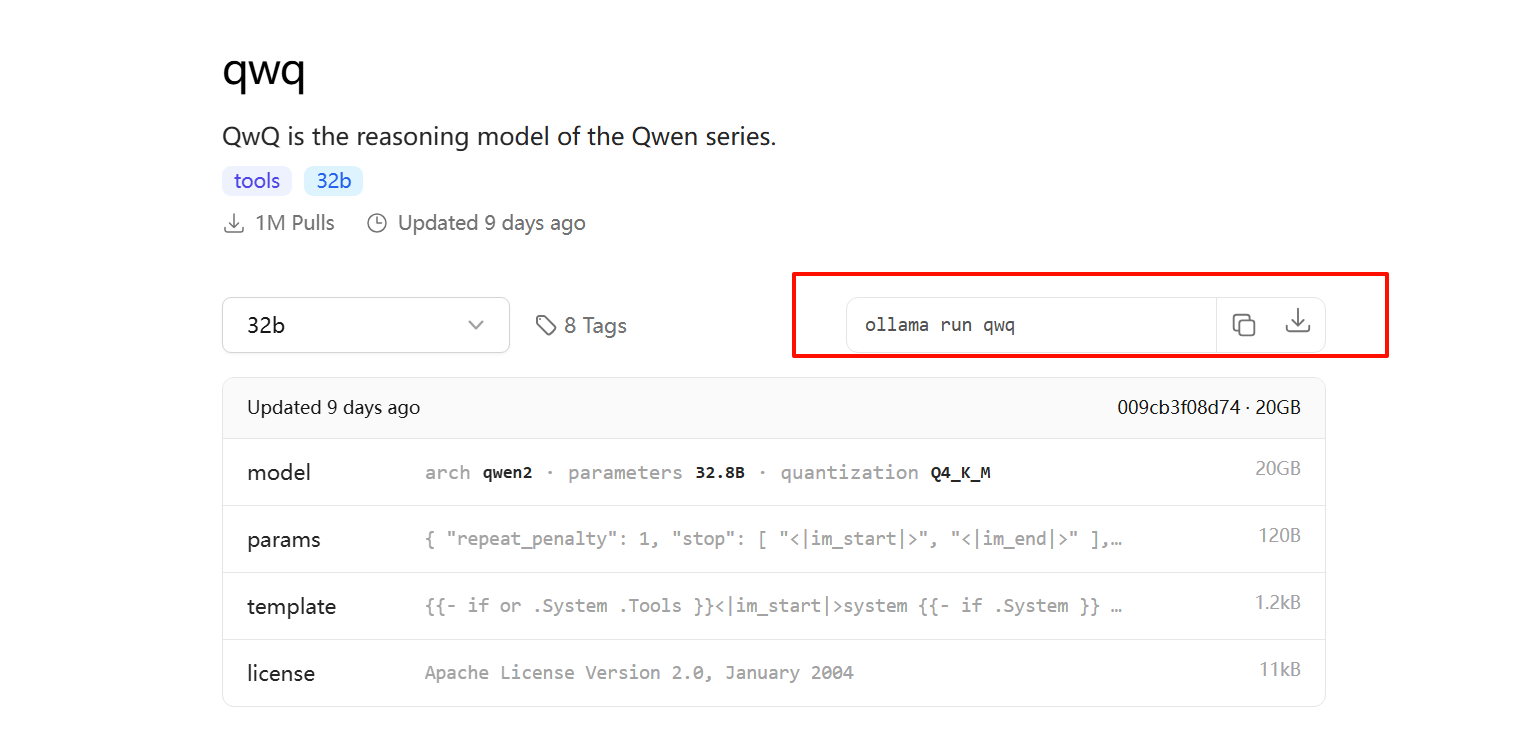 qwq
QwQ is the reasoning model of the Qwen series.
tools 32b
1M Pulls Updated 9 days ago
32b 8 Tags ollama run qwq
Updated 9 days ago 009cb3f08d74 · 20GB
model arch qwen2 · parameters 32.8B · quantization Q4_K_M 20GB
params { "repeat_penalty": 1, "stop": [ "<|im_start|>", "<|im_end|>" ],… 120B
template {{- if or .System .Tools }}<|im_start|>system {{- if .System }} … 1.2kB
license Apache License Version 2.0, January 2004 11kB